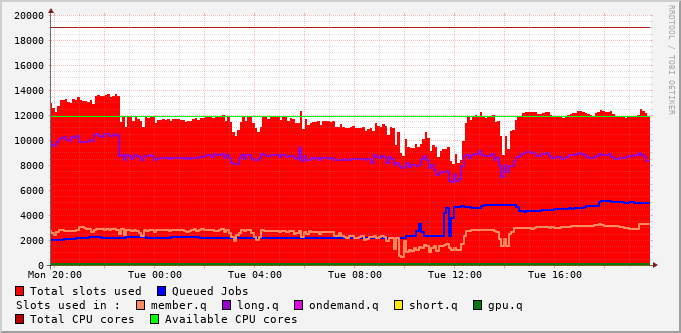 RRDTOOL / TOBI OETIKER
20000
18000
16000
14000
12000
10000
8000
6000
4000
2000
0
Mon 20:00 Tue 00:00 Tue 04:00 Tue 08:00 Tue 12:00 Tue 16:00
Total slots used Queued Jobs
Slots used in : member.q long.q ondemand.q short.q gpu.q
Total CPU cores Available CPU cores